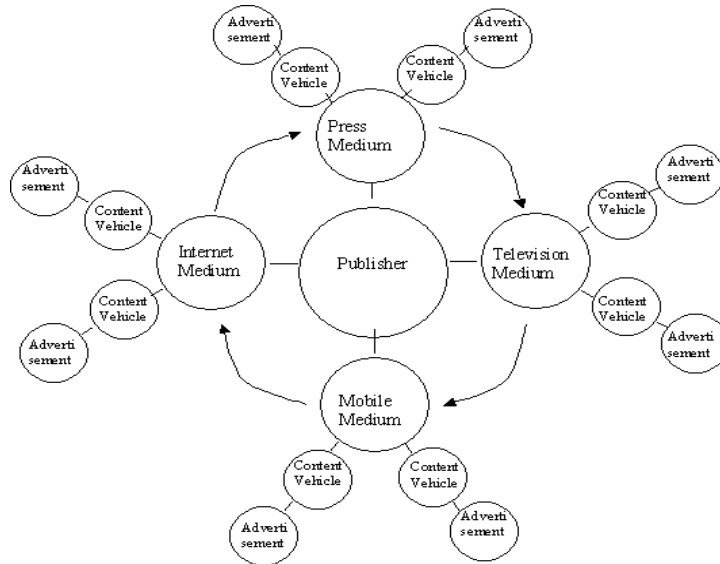 Adverti
sement
Adverti
sement
Content
Vehicle
Content
Vehicle
Press
Medium
Adverti
sement
Adverti
sement
Content
Vehicle
Content
Vehicle
Internet
Medium
Publisher
Television
Medium
Content
Vehicle
Content
Vehicle
Adverti
sement
Adverti
sement
Mobile
Medium
Content
Vehicle
Content
Vehicle
Adverti
sement
Adverti
sement